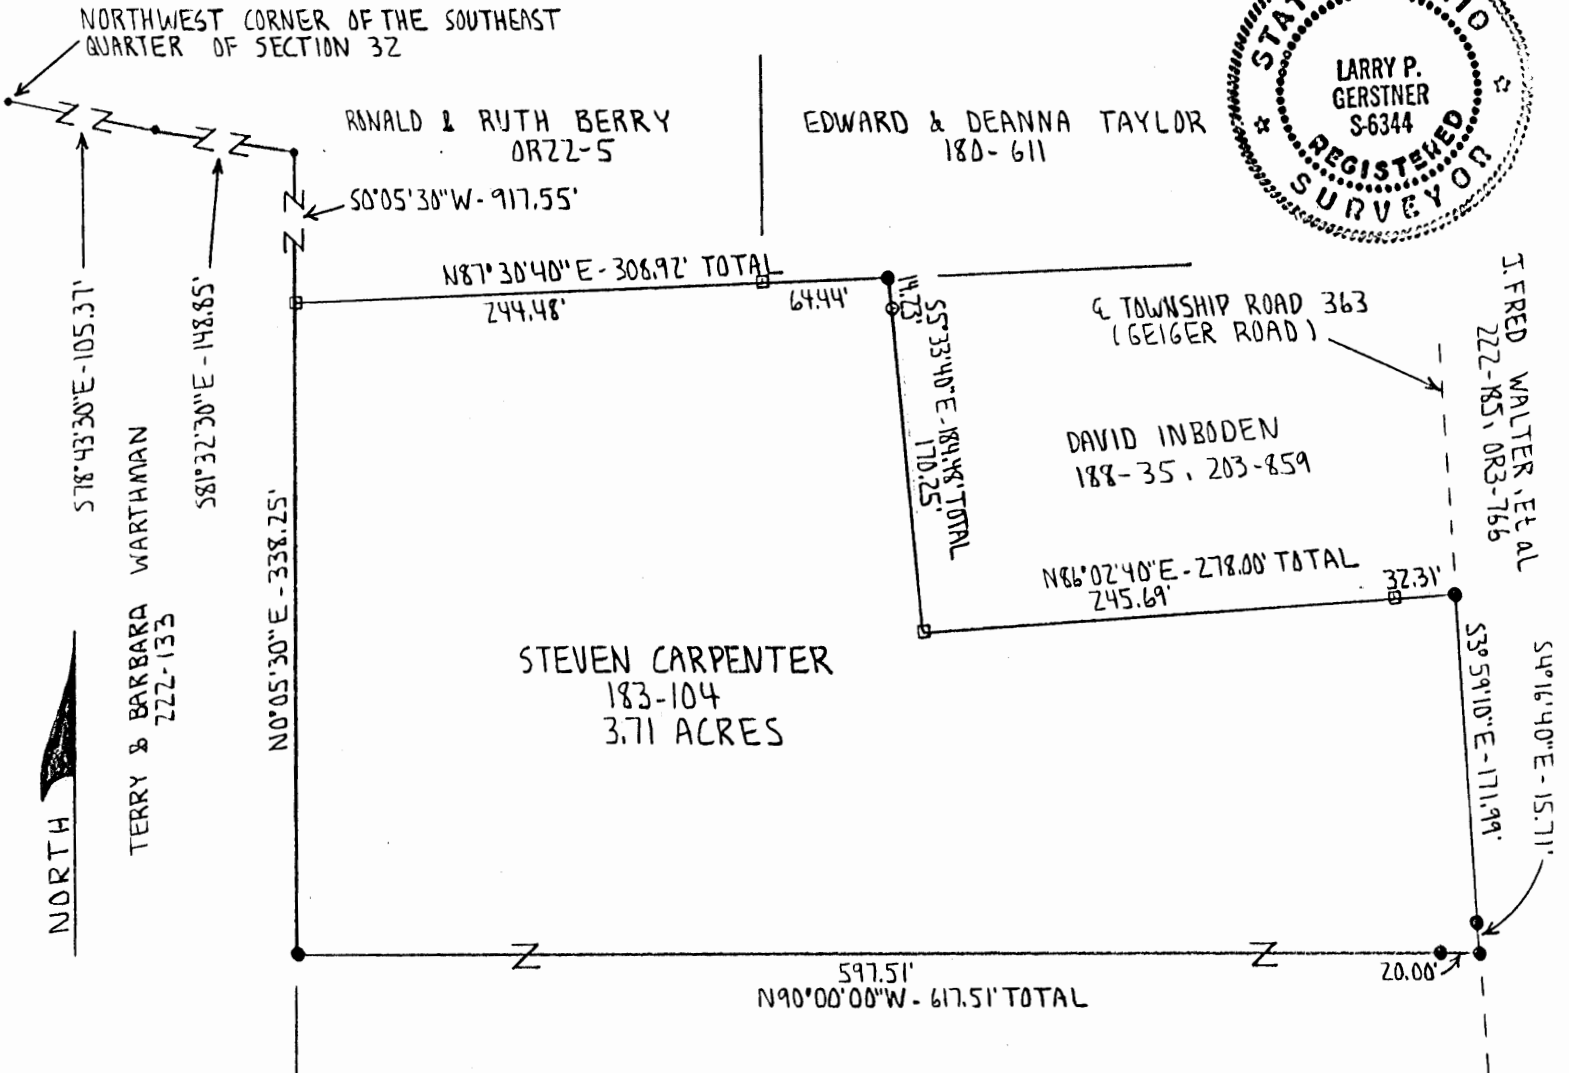 NORTHWEST CORNER OF THE SOUTHEAST
QUARTER OF SECTION 32
RONALD & RUTH BERRY
OR22-5
EDWARD & DEANNA TAYLOR
180-611
LARRY P.
GERSTNER
S-6344
REGISTERED
SURVEYOR
S0°05'30"W-917.55'
N87°30'40"E-308.92' TOTAL
244.48'
64.44'
14.23'
S5°33'40"E-184.48' TOTAL
170.25'
℄ TOWNSHIP ROAD 363
(GEIGER ROAD)
J. FRED WALTER, Et al
222-185, OR3-766
DAVID INBODEN
188-35, 203-859
S78°43'30"E-105.37'
S81°32'30"E-148.85'
TERRY & BARBARA WARTHMAN
222-133
N0°05'30"E-338.25'
N86°02'40"E-278.00' TOTAL
245.69'
32.31'
STEVEN CARPENTER
183-104
3.71 ACRES
S3°59'10"E-171.99'
S4°16'40"E-15.71'
NORTH
597.51'
20.00'
N90°00'00"W-617.51' TOTAL